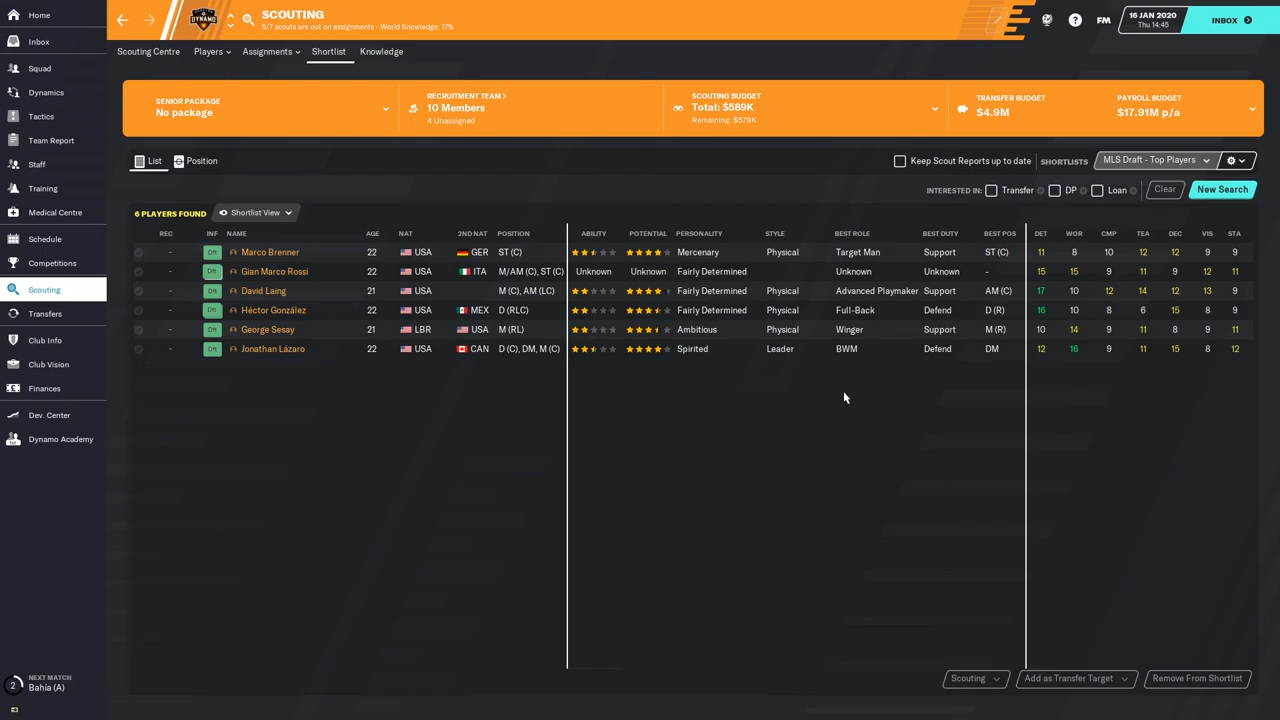 Home
Inbox
Squad
Dynamics
Tactics
Team Report
Staff
Training
Medical Centre
Schedule
Competitions
Scouting
Transfers
Club Info
Club Vision
Finances
Dev. Center
Dynamo Academy
NEXT MATCH
2 Bahía (A)
DYNAMO
SCOUTING
5/7 scouts are out on assignments - World Knowledge: 17%
FM
16 JAN 2020
Thu 14:45
INBOX
Scouting Centre Players Assignments Shortlist Knowledge
SENIOR PACKAGE
No package
RECRUITMENT TEAM >
10 Members
4 Unassigned
SCOUTING BUDGET
Total: $589K
Remaining: $579K
TRANSFER BUDGET
$4.9M
PAYROLL BUDGET
$17.91M p/a
List Position Keep Scout Reports up to date SHORTLISTS MLS Draft - Top Players
INTERESTED IN: Transfer DP Loan Clear New Search
6 PLAYERS FOUND Shortlist View
REC INF NAME AGE NAT 2ND NAT POSITION ABILITY POTENTIAL PERSONALITY STYLE BEST ROLE BEST DUTY BEST POS DET WOR CMP TEA DEC VIS STA
- Dft Marco Brenner 22 USA GER ST (C) Mercenary Physical Target Man Support ST (C) 11 8 10 12 12 9 9
- Dft Gian Marco Rossi 22 USA ITA M/AM (C), ST (C) Unknown Unknown Fairly Determined Unknown Unknown - 15 15 9 11 9 12 11
- Dft David Laing 21 USA M (C), AM (LC) Fairly Determined Physical Advanced Playmaker Support AM (C) 17 10 12 14 12 13 9
- Dft Héctor González 22 USA MEX D (RLC) Fairly Determined Physical Full-Back Defend D (R) 16 10 8 6 15 8 9
- Dft George Sesay 21 LBR USA M (RL) Ambitious Physical Winger Support M (R) 10 14 9 11 8 9 11
- Dft Jonathan Lázaro 22 USA CAN D (C), DM, M (C) Spirited Leader BWM Defend DM 12 16 9 11 15 8 12
Scouting Add as Transfer Target Remove From Shortlist